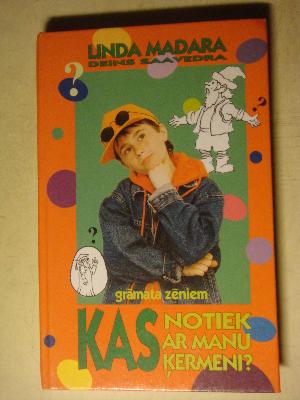 LINDA MADARA
DEINS SAAVEDRA
?
?
?
grāmata zēniem
KAS NOTIEK
AR MANU
ĶERMENI?